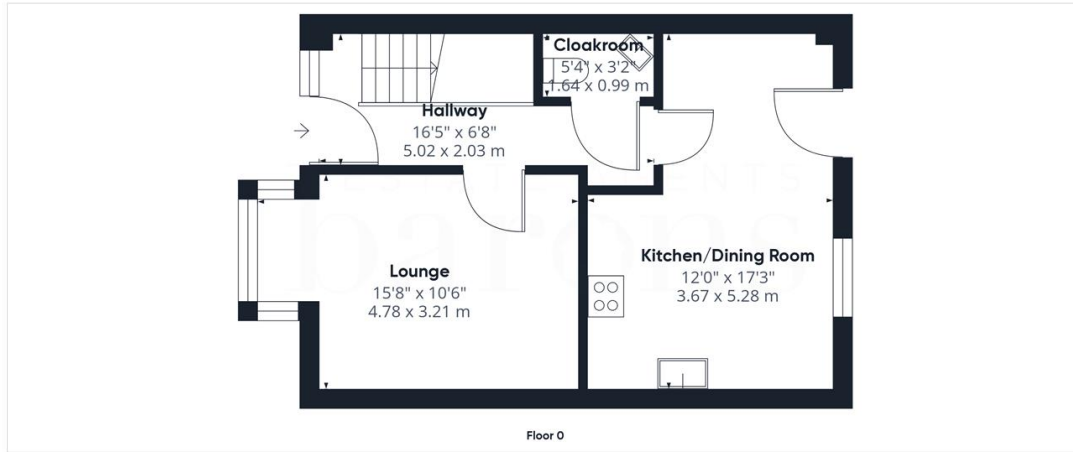 Cloakroom
5'4" x 3'2"
1.64 x 0.99 m
Hallway
16'5" x 6'8"
5.02 x 2.03 m
barons
Kitchen/Dining Room
12'0" x 17'3"
3.67 x 5.28 m
Lounge
15'8" x 10'6"
4.78 x 3.21 m
Floor 0